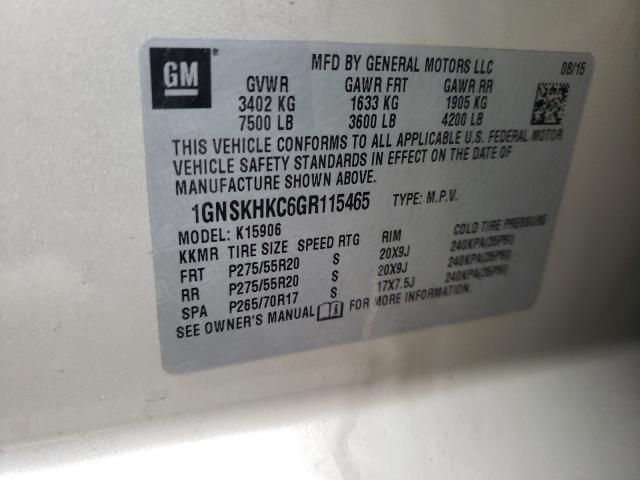 GM
MFD BY GENERAL MOTORS LLC 08/15
GVWR GAWR FRT GAWR RR
3402 KG 1633 KG 1905 KG
7500 LB 3600 LB 4200 LB
THIS VEHICLE CONFORMS TO ALL APPLICABLE U.S. FEDERAL MOTOR
VEHICLE SAFETY STANDARDS IN EFFECT ON THE DATE OF
MANUFACTURE SHOWN ABOVE.
1GNSKHKC6GR115465 TYPE: M.P.V.
MODEL: K15906
KKMR TIRE SIZE SPEED RTG RIM COLD TIRE PRESSURE
FRT P275/55R20 S 20X9J 240KPA(35PSI)
RR P275/55R20 S 20X9J 240KPA(35PSI)
SPA P265/70R17 S 17X7.5J 240KPA(35PSI)
SEE OWNER'S MANUAL FOR MORE INFORMATION.